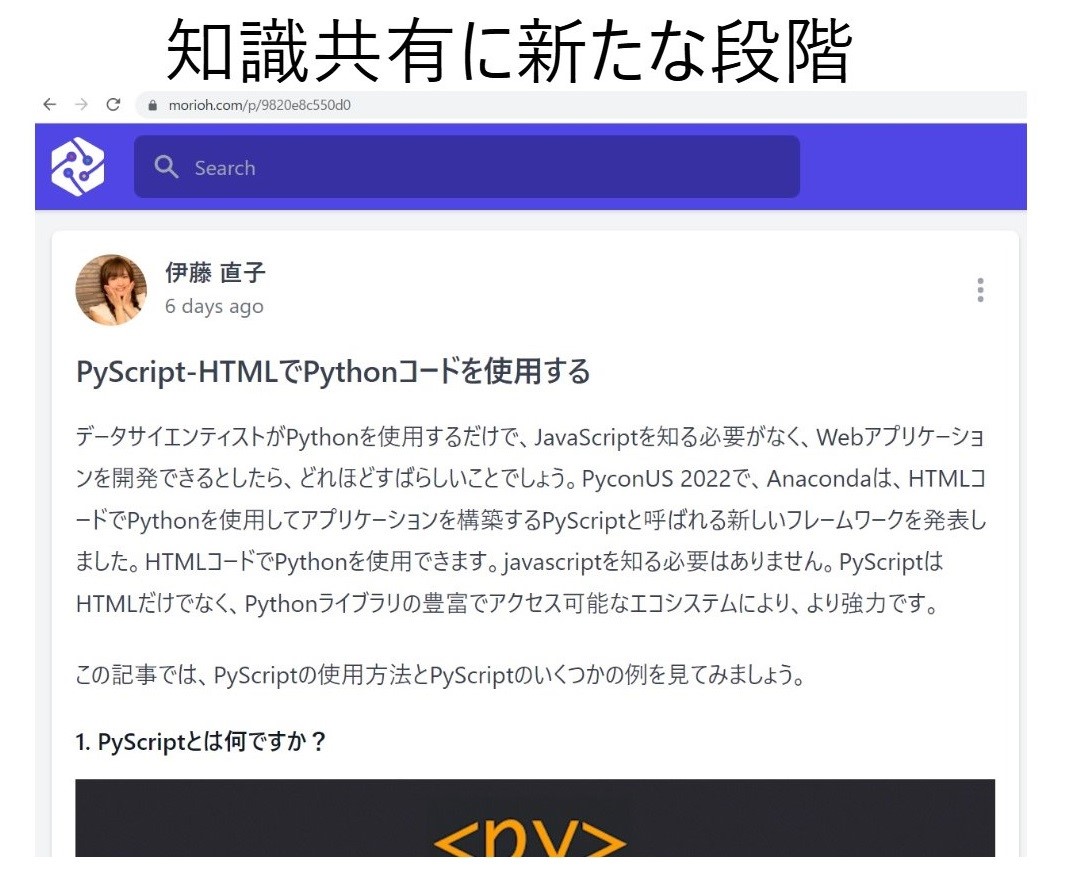 知識共有に新たな段階
morioh.com/p/9820e8c550d0
Search
伊藤 直子
6 days ago
PyScript-HTMLでPythonコードを使用する
データサイエンティストがPythonを使用するだけで、JavaScriptを知る必要がなく、Webアプリケーショ
ンを開発できるとしたら、どれほどすばらしいことでしょう。PyconUS 2022で、Anacondaは、HTMLコ
ードでPythonを使用してアプリケーションを構築するPyScriptと呼ばれる新しいフレームワークを発表し
ました。HTMLコードでPythonを使用できます。javascriptを知る必要はありません。PyScriptは
HTMLだけでなく、Pythonライブラリの豊富でアクセス可能なエコシステムにより、より強力です。
この記事では、PyScriptの使用方法とPyScriptのいくつかの例を見てみましょう。
1. PyScriptとは何ですか？
<py>